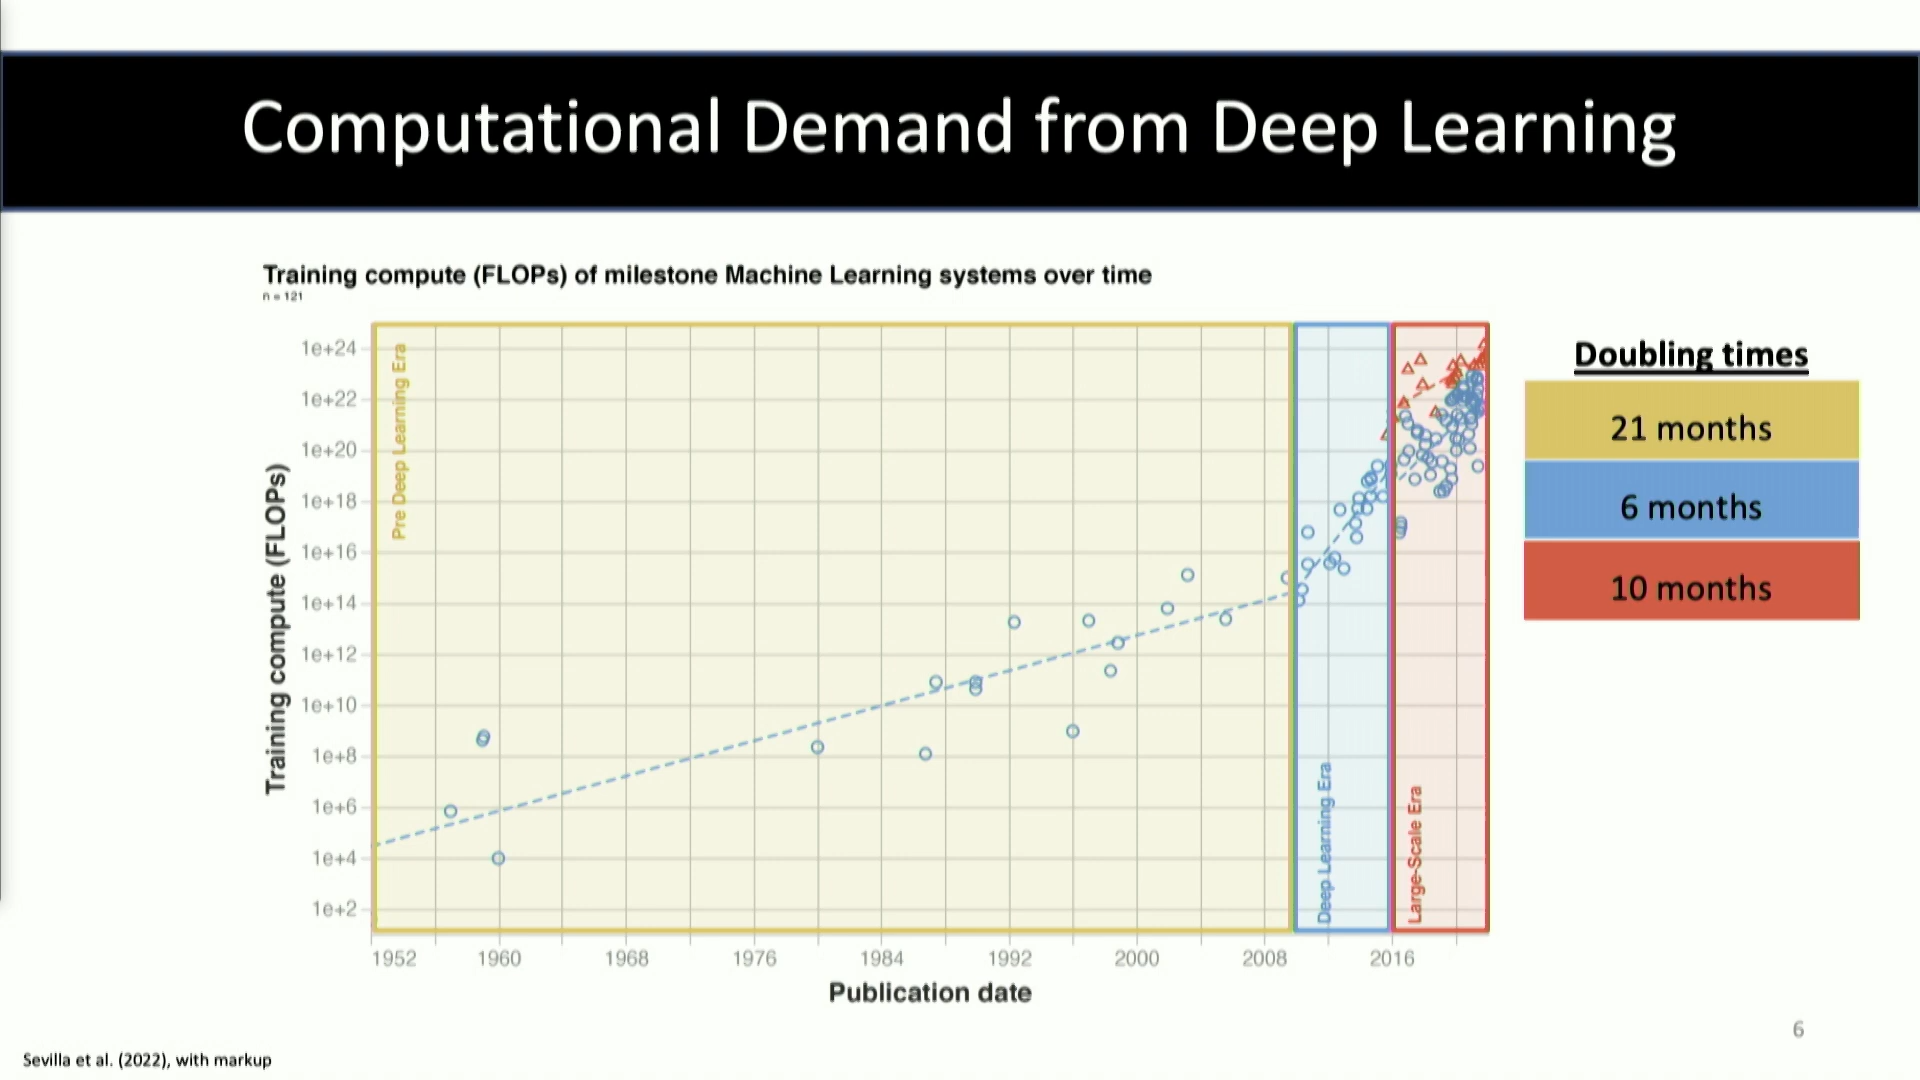 Computational Demand from Deep Learning
Training compute (FLOPs) of milestone Machine Learning systems over time
n = 121
Training compute (FLOPs)
1e+24
1e+22
1e+20
1e+18
1e+16
1e+14
1e+12
1e+10
1e+8
1e+6
1e+4
1e+2
Pre Deep Learning Era
Deep Learning Era
Large-Scale Era
1952 1960 1968 1976 1984 1992 2000 2008 2016
Publication date
Doubling times
21 months
6 months
10 months
6
Sevilla et al. (2022), with markup